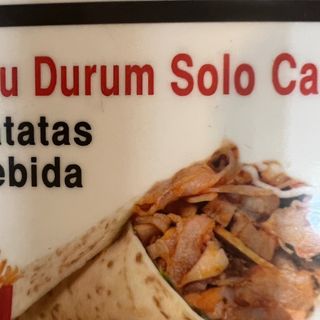 u Durum Solo Ca
tatas
ebida